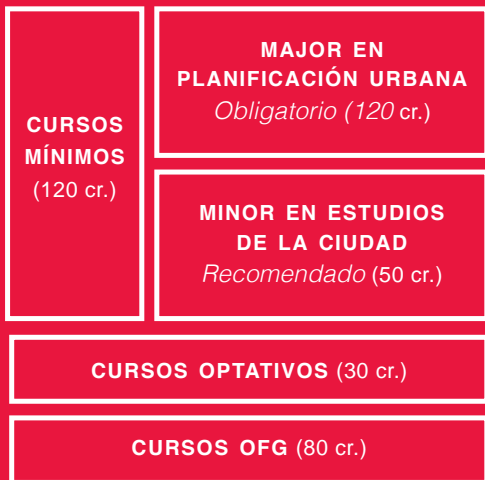 CURSOS
MÍNIMOS
(120 cr.)
MAJOR EN
PLANIFICACIÓN URBANA
Obligatorio (120 cr.)
MINOR EN ESTUDIOS
DE LA CIUDAD
Recomendado (50 cr.)
CURSOS OPTATIVOS (30 cr.)
CURSOS OFG (80 cr.)